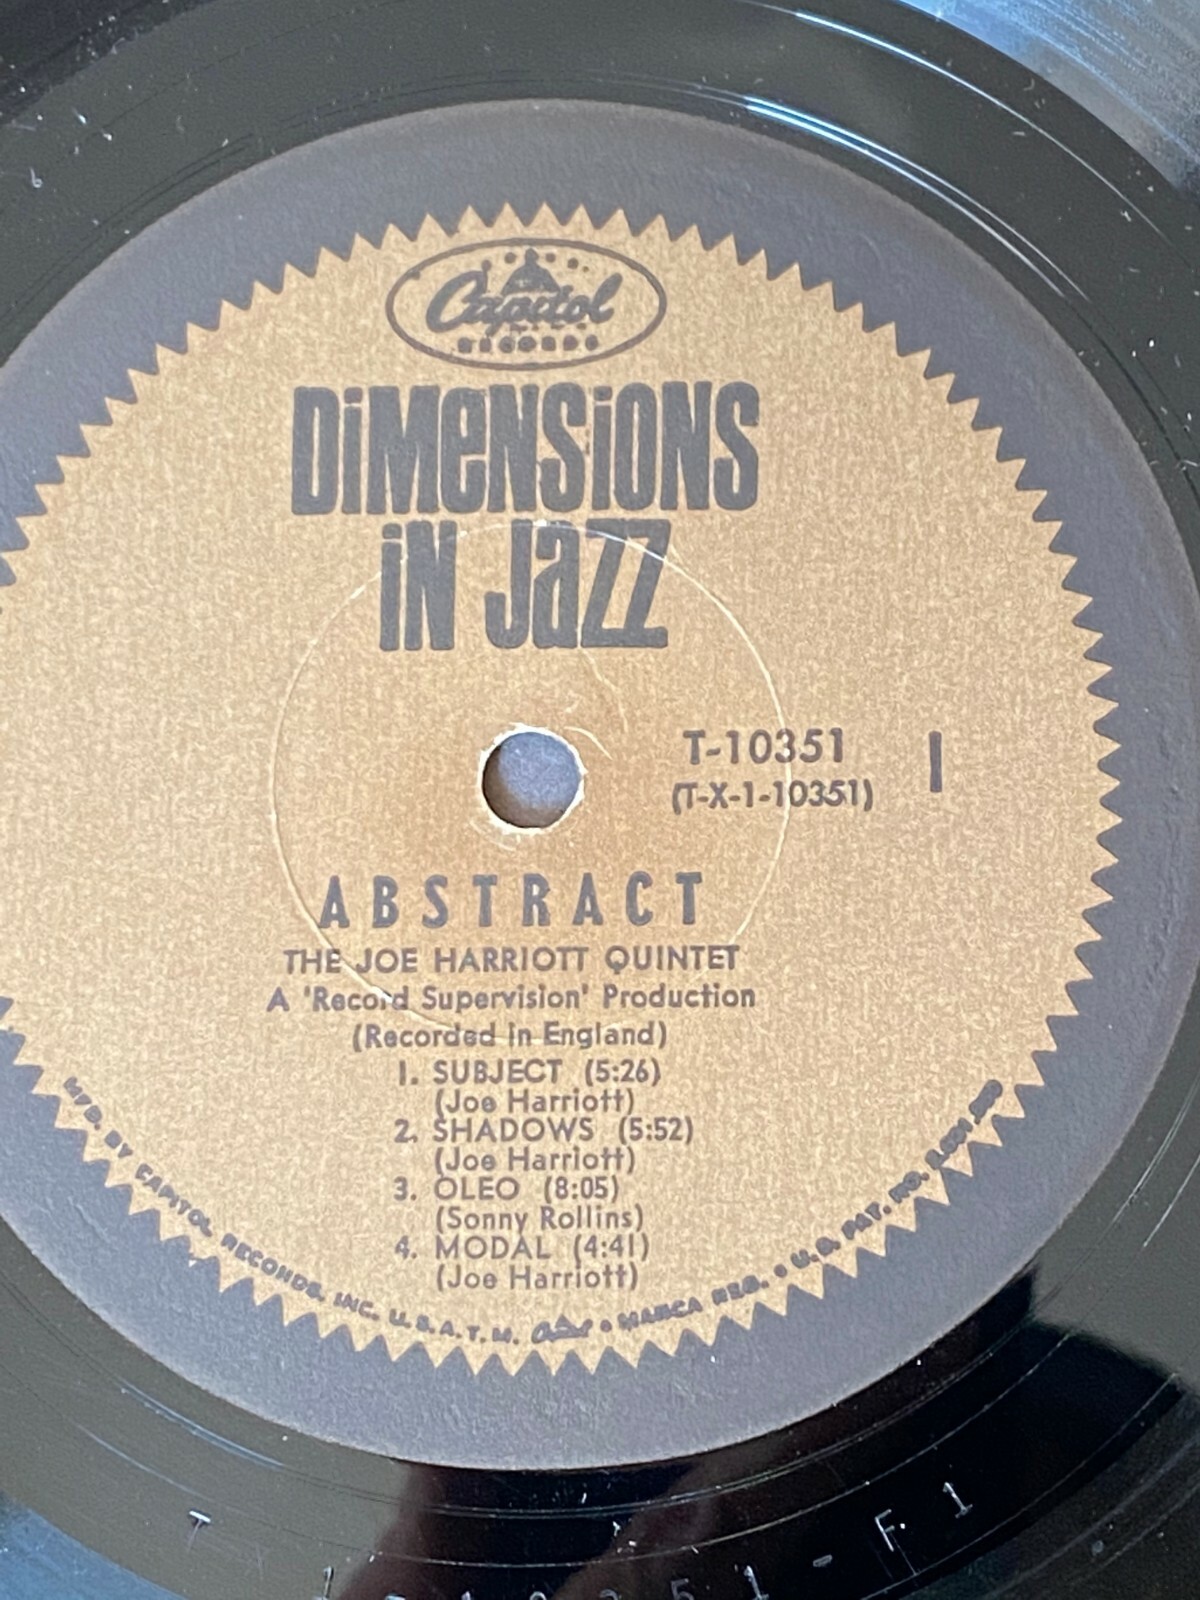 Capitol
RECORDS
DiMeNSiONS
iN JaZZ
T-10351
(T-X-1-10351)
1
ABSTRACT
THE JOE HARRIOTT QUINTET
A 'Record Supervision' Production
(Recorded in England)
1. SUBJECT (5:26)
(Joe Harriott)
2. SHADOWS (5:52)
(Joe Harriott)
3. OLEO (8:05)
(Sonny Rollins)
4. MODAL (4:41)
(Joe Harriott)
MFD. BY CAPITOL RECORDS, INC. U.S.A. T.M. Capitol • MARCA REG. • U.S. PAT. NO.
F1